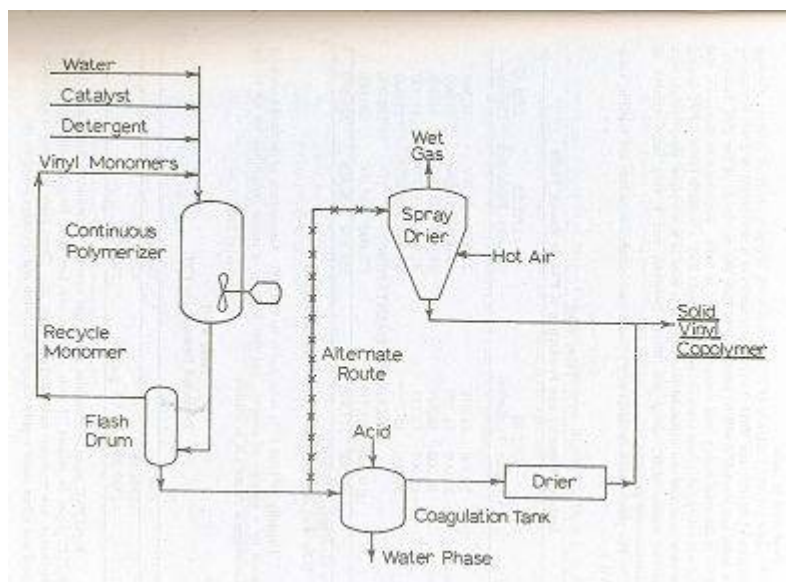 Water
Catalyst
Detergent
Vinyl Monomers
Continuous
Polymerizer
Recycle
Monomer
Flash
Drum
Wet
Gas
Spray
Drier
Hot Air
Alternate
Route
Solid
Vinyl
Copolymer
Acid
Drier
Coagulation Tank
Water Phase